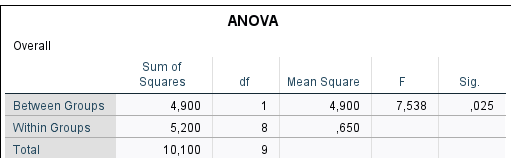 ANOVA
Overall
Sum of Squares df Mean Square F Sig.
Between Groups 4,900 1 4,900 7,538 ,025
Within Groups 5,200 8 ,650
Total 10,100 9